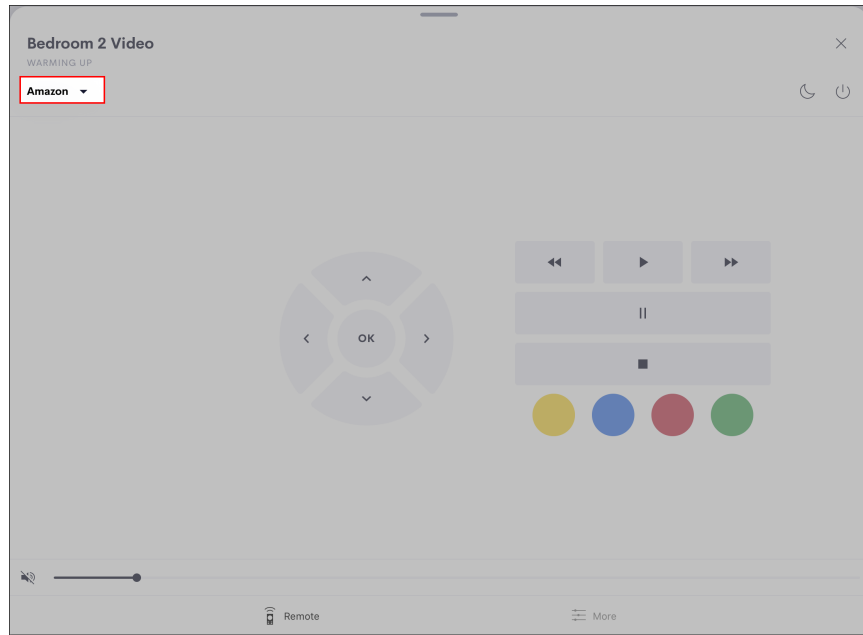 Bedroom 2 Video
WARMING UP
Amazon
OK
Remote
More